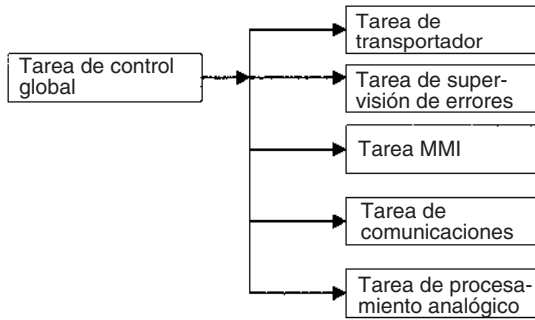 Tarea de control
global
Tarea de
transportador
Tarea de super-
visión de errores
Tarea MMI
Tarea de
comunicaciones
Tarea de procesa-
miento analógico